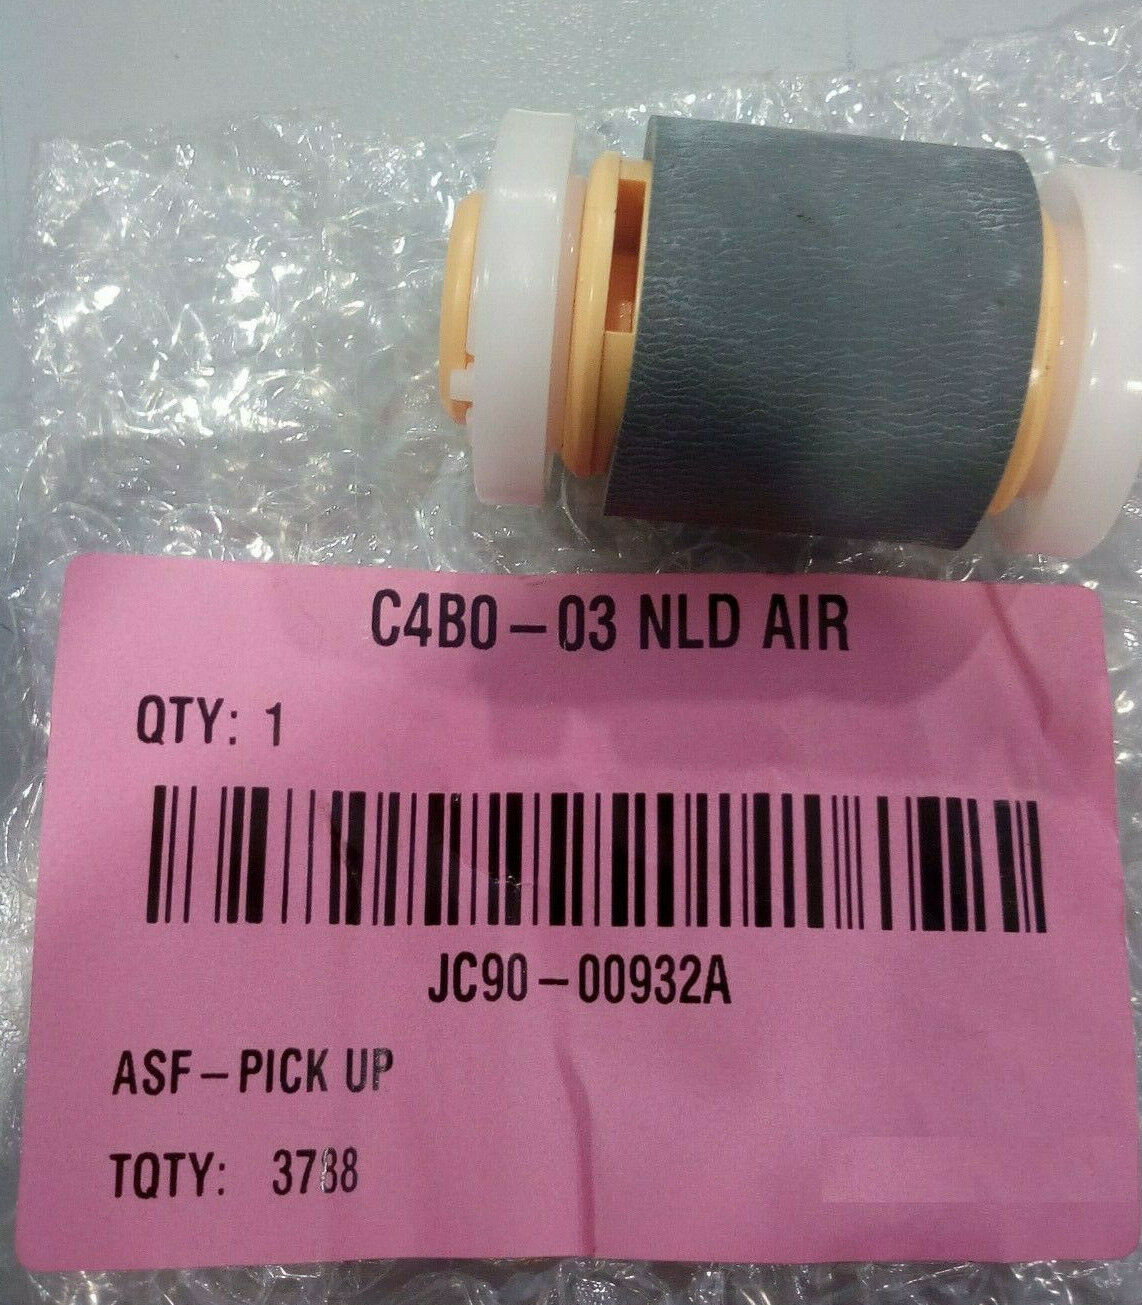 C4B0-03 NLD AIR
QTY: 1
JC90-00932A
ASF-PICK UP
TQTY: 3788